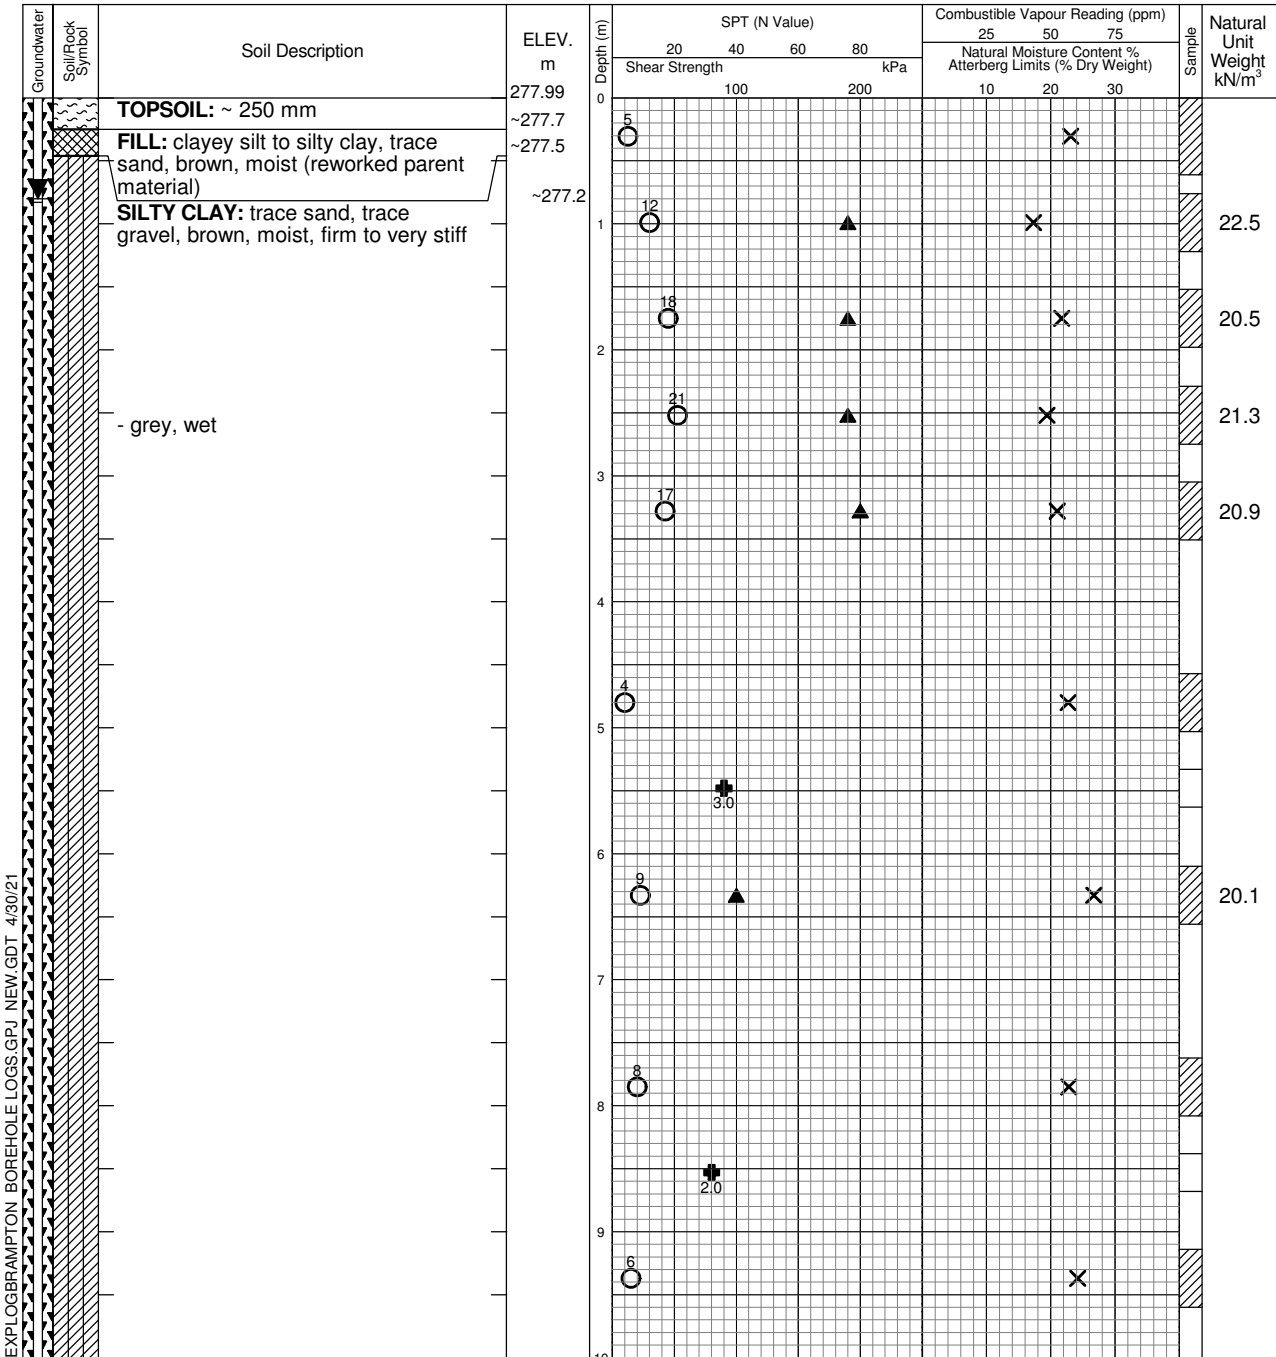 Groundwater
Soil/Rock
Symbol
Soil Description
ELEV.
m
Depth (m)
SPT (N Value)
20 40 60 80
Shear Strength kPa
100 200
Combustible Vapour Reading (ppm)
25 50 75
Natural Moisture Content %
Atterberg Limits (% Dry Weight)
10 20 30
Sample
Natural
Unit
Weight
kN/m³
277.99
0
TOPSOIL: ~ 250 mm
~277.7
5
FILL: clayey silt to silty clay, trace
sand, brown, moist (reworked parent
material)
~277.5
~277.2
SILTY CLAY: trace sand, trace
gravel, brown, moist, firm to very stiff
12
1
22.5
18
20.5
2
21
21.3
- grey, wet
3
17
20.9
4
4
5
3.0
6
9
20.1
7
8
8
2.0
9
6
10
EXPLOGBRAMPTON BOREHOLE LOGS.GPJ NEW.GDT 4/30/21